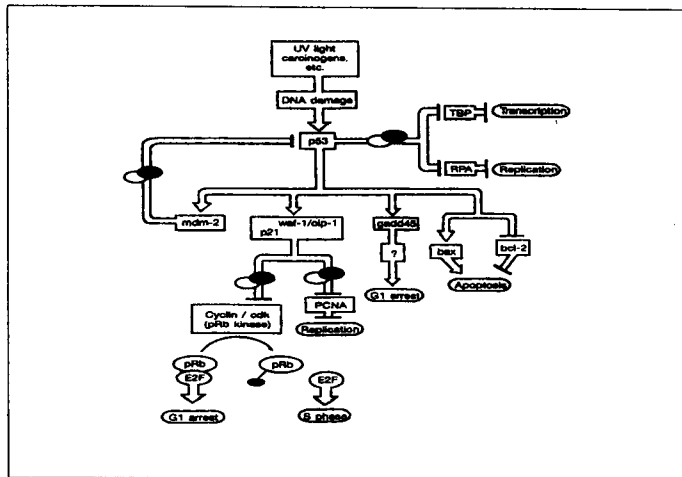 UV light
carcinogens,
etc.
DNA damage
p53
TBP
Transcription
RPA
Replication
mdm-2
waf-1/cip-1
p21
gadd45
bax
bcl-2
?
G1 arrest
Apoptosis
Cyclin / cdk
(pRb kinase)
PCNA
Replication
pRb
E2F
pRb
E2F
G1 arrest
S phase